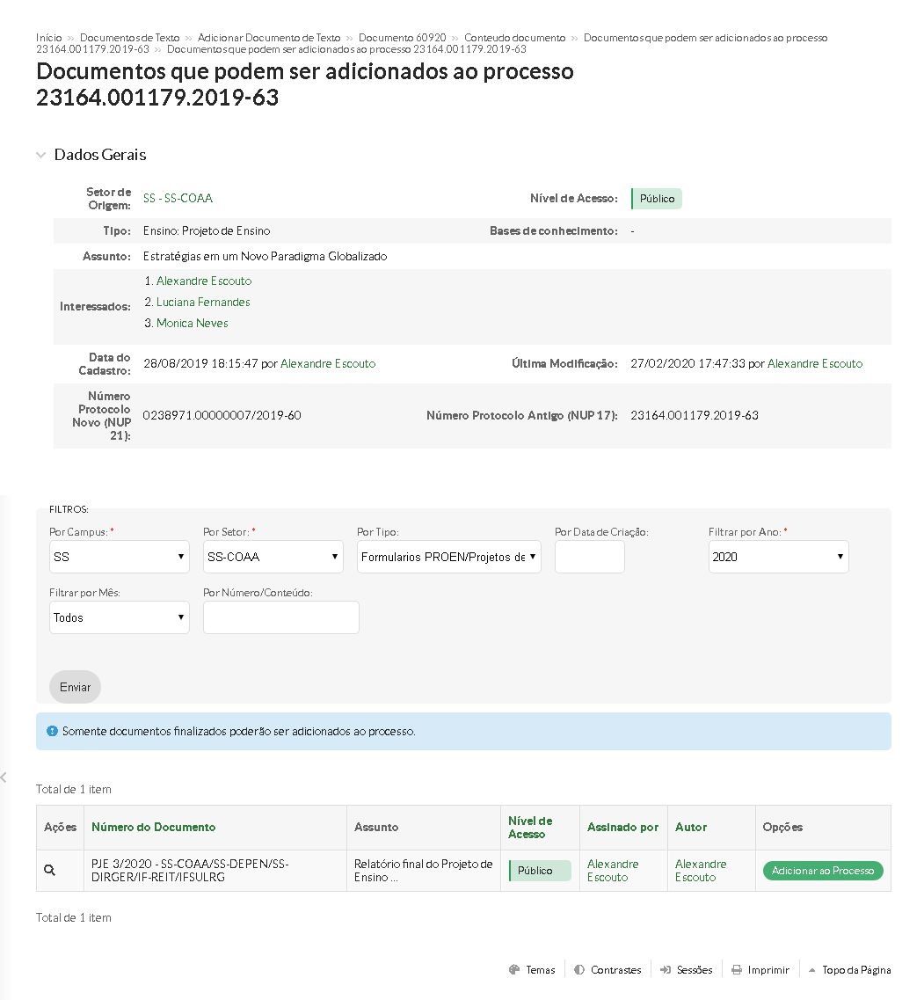 Início » Documentos de Texto » Adicionar Documento de Texto » Documento 60920 » Conteudo documento » Documentos que podem ser adicionados ao processo
23164.001179.2019-63 » Documentos que podem ser adicionados ao processo 23164.001179.2019-63
Documentos que podem ser adicionados ao processo
23164.001179.2019-63
Dados Gerais
Setor de
Origem:
SS - SS-COAA
Nível de Acesso:
Público
Tipo:
Ensino: Projeto de Ensino
Bases de conhecimento:
-
Assunto:
Estratégias em um Novo Paradigma Globalizado
Interessados:
1. Alexandre Escouto
2. Luciana Fernandes
3. Monica Neves
Data do
Cadastro:
28/08/2019 18:15:47 por Alexandre Escouto
Última Modificação:
27/02/2020 17:47:33 por Alexandre Escouto
Número
Protocolo
Novo (NUP
21):
0238971.00000007/2019-60
Número Protocolo Antigo (NUP 17):
23164.001179.2019-63
FILTROS:
Por Campus: *
Por Setor: *
Por Tipo:
Por Data de Criação:
Filtrar por Ano: *
SS
SS-COAA
Formularios PROEN/Projetos de
2020
Filtrar por Mês:
Por Número/Conteúdo:
Todos
Enviar
Somente documentos finalizados poderão ser adicionados ao processo.
Total de 1 item
Ações
Número do Documento
Assunto
Nível de
Acesso
Assinado por
Autor
Opções
PJE 3/2020 - SS-COAA/SS-DEPEN/SS-
DIRGER/IF-REIT/IFSULRG
Relatório final do Projeto de
Ensino ...
Público
Alexandre
Escouto
Alexandre
Escouto
Adicionar ao Processo
Total de 1 item
Temas
Contrastes
Sessões
Imprimir
Topo da Página